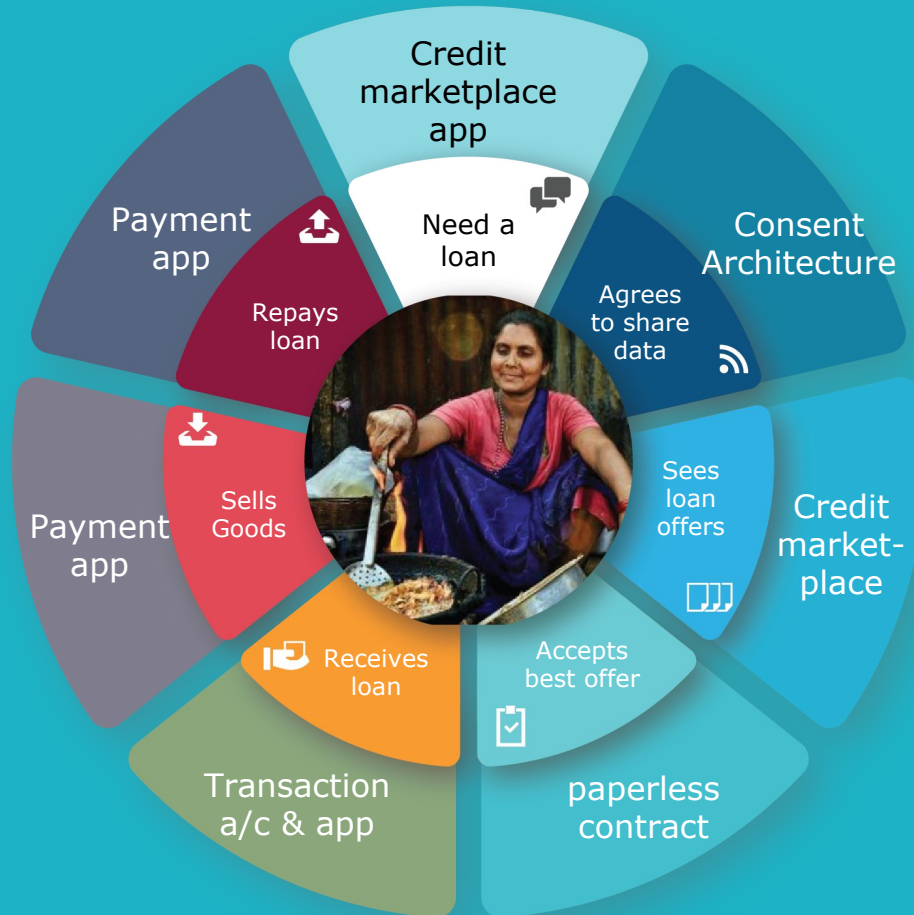 Credit
marketplace
app
Need a
loan
Consent
Architecture
Agrees
to share
data
Credit
market-
place
Sees
loan
offers
paperless
contract
Accepts
best offer
Transaction
a/c & app
Receives
loan
Payment
app
Sells
Goods
Payment
app
Repays
loan